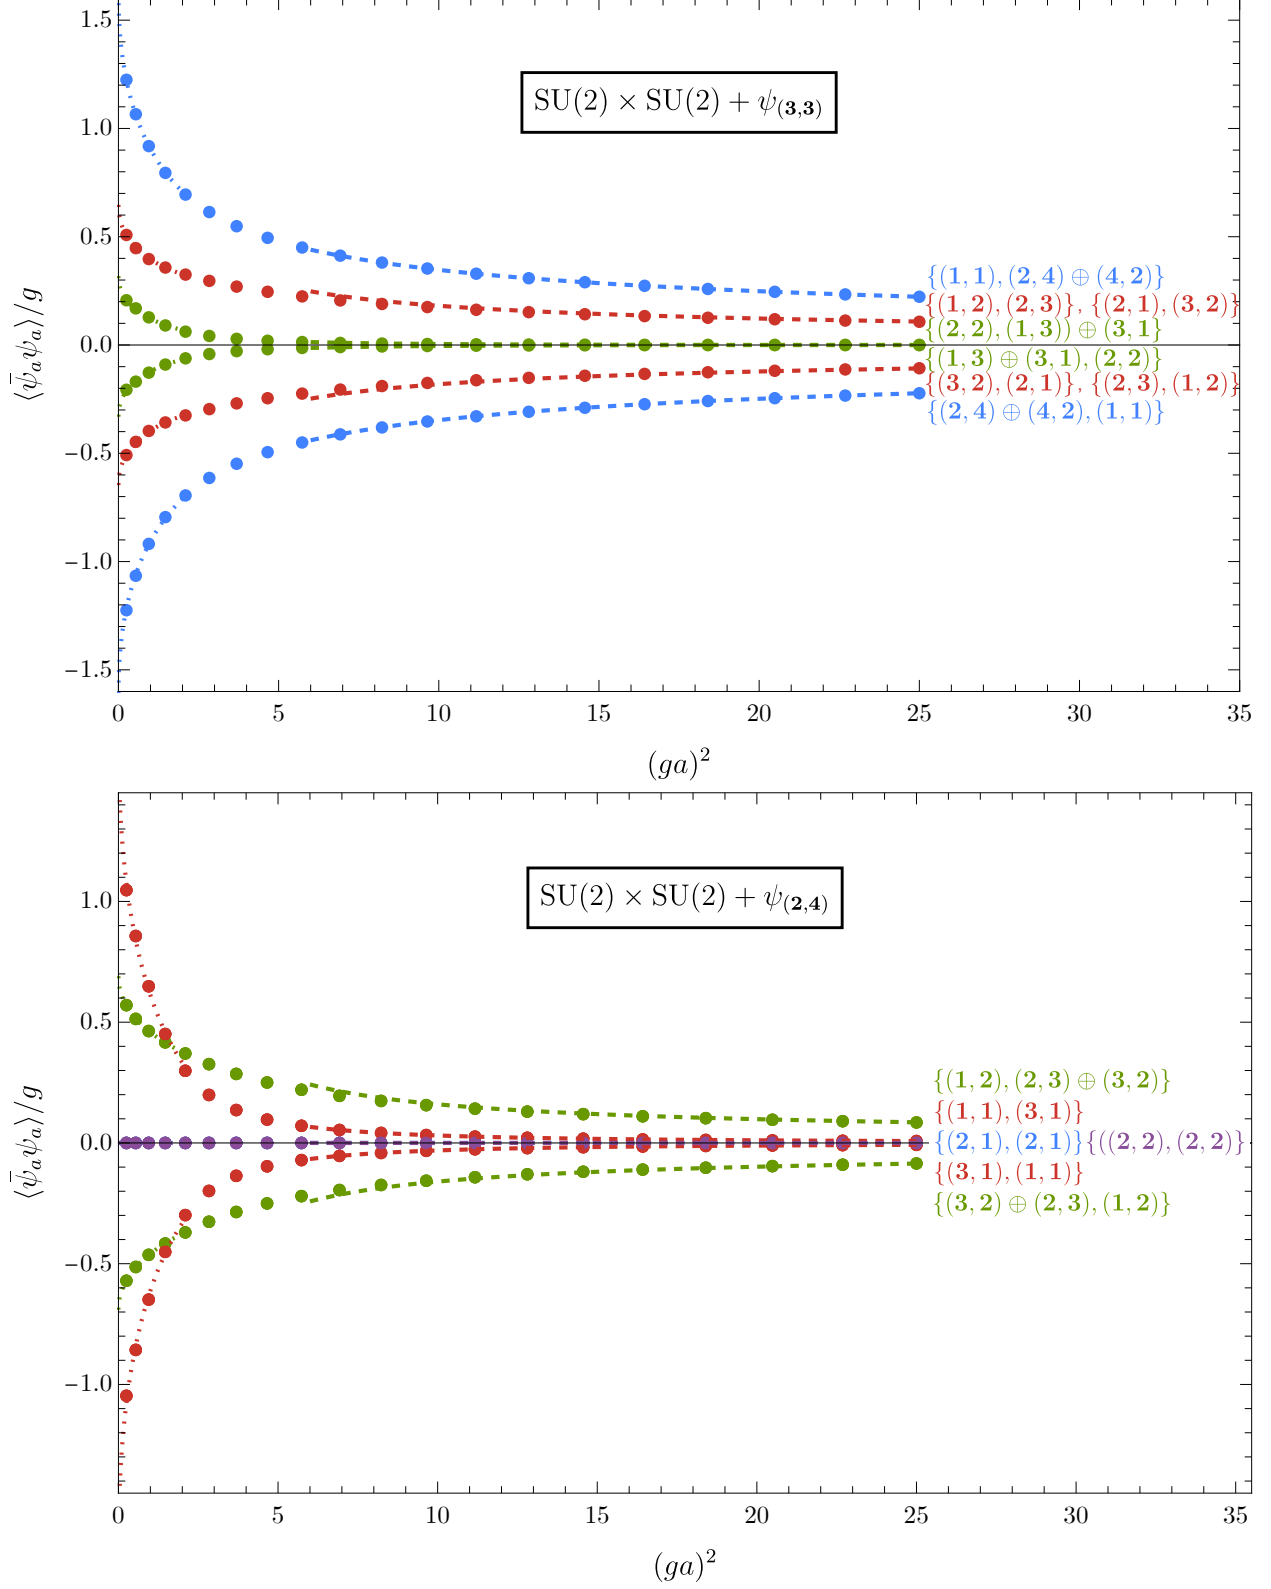 1.5
SU(2) × SU(2) + ψ(3,3)
1.0
0.5
{(1, 1), (2, 4) ⊕ (4, 2)}
{(1, 2), (2, 3)}, {(2, 1), (3, 2)}
{(2, 2), (1, 3)) ⊕ (3, 1}
0.0
{(1, 3) ⊕ (3, 1), (2, 2)}
{(3, 2), (2, 1)}, {(2, 3), (1, 2)}
{(2, 4) ⊕ (4, 2), (1, 1)}
−0.5
−1.0
−1.5
⟨ψ̄aψa⟩/g
0 5 10 15 20 25 30 35
(ga)²
SU(2) × SU(2) + ψ(2,4)
1.0
0.5
{(1, 2), (2, 3) ⊕ (3, 2)}
{(1, 1), (3, 1)}
0.0
{(2, 1), (2, 1)} {((2, 2), (2, 2)}
{(3, 1), (1, 1)}
{(3, 2) ⊕ (2, 3), (1, 2)}
−0.5
−1.0
⟨ψ̄aψa⟩/g
0 5 10 15 20 25 30 35
(ga)²